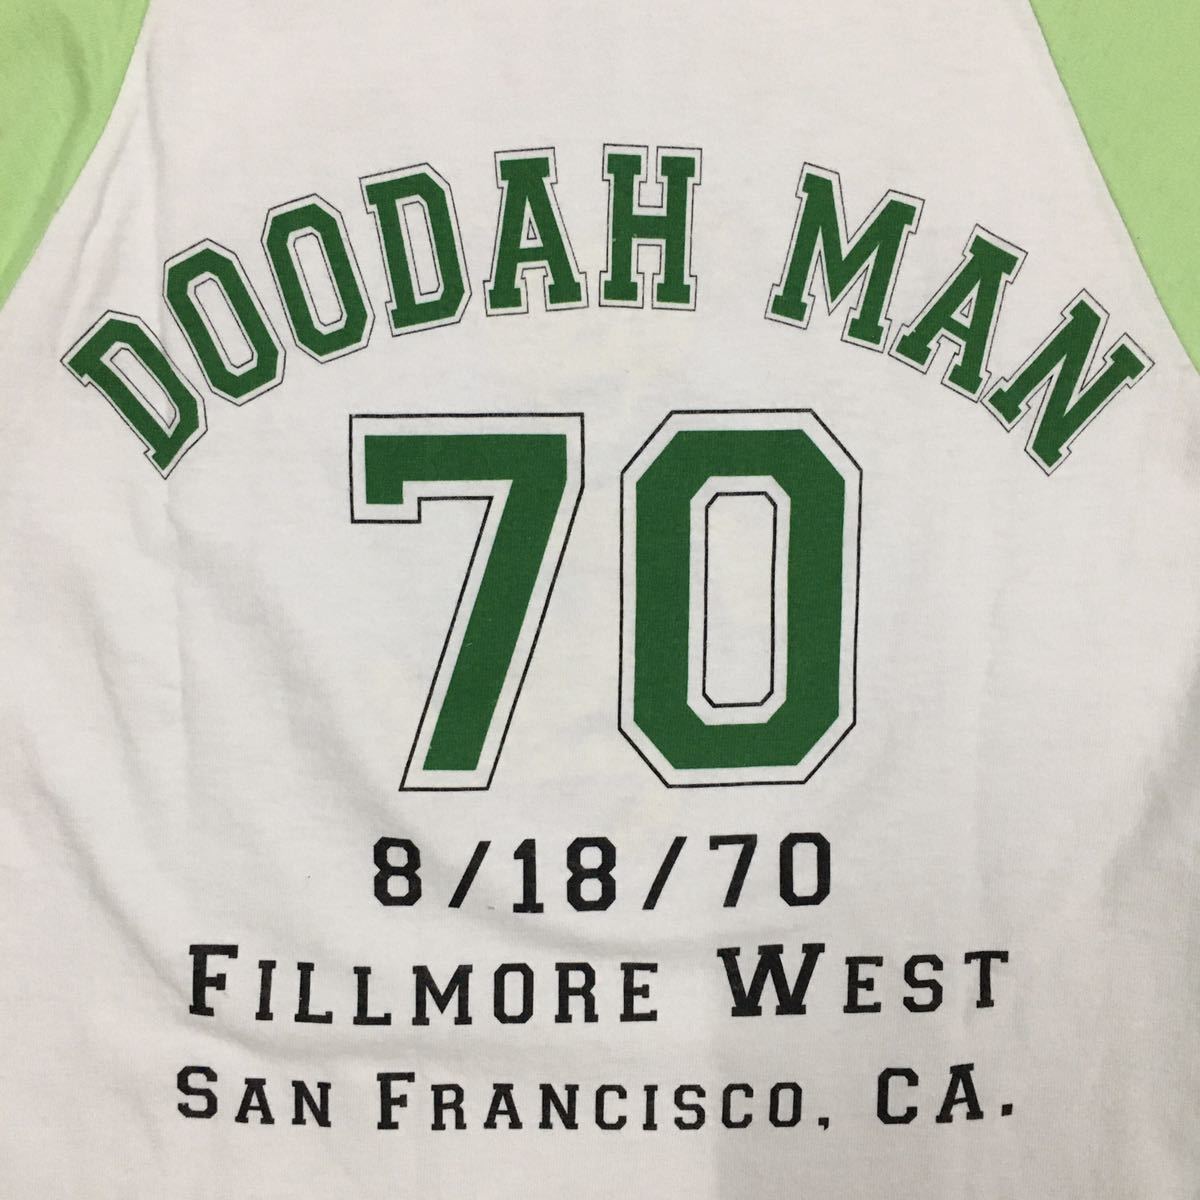 DOODAH MAN
70
8/18/70
FILLMORE WEST
SAN FRANCISCO, CA.